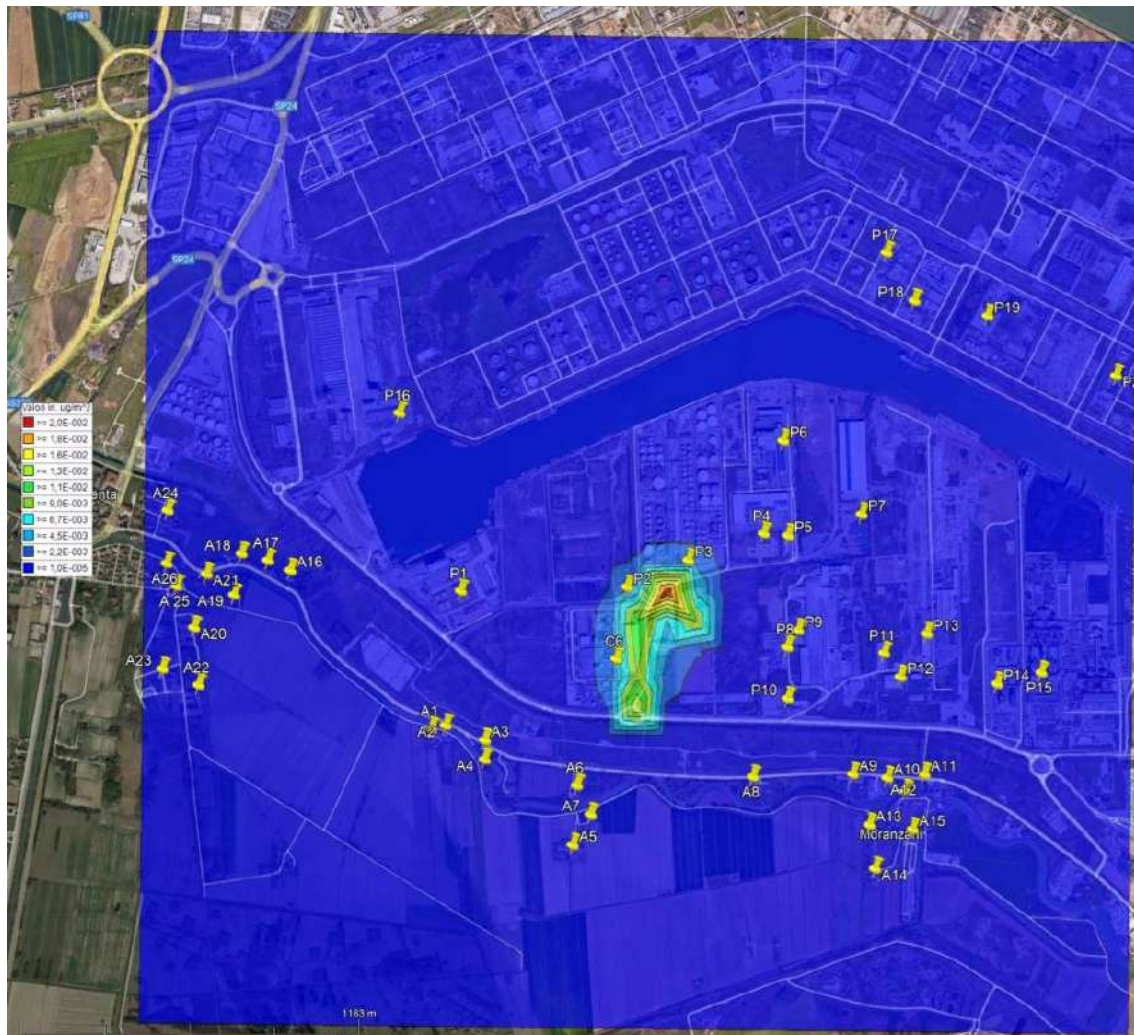 SP81
SP24
P17
P18
P19
SP24
P16
P6
Valori in: ug/m^3
>= 2,0E-002
>= 1,8E-002
>= 1,6E-002
>= 1,3E-002
>= 1,1E-002
>= 9,0E-003
>= 6,7E-003
>= 4,5E-003
>= 2,2E-003
>= 1,0E-005
A24
P7
P4
P5
A18
A17
A16
P3
A26
A21
P1
P2
A 25
A19
A20
P8
P9
P13
C6
P11
A23
A22
P12
P14
P15
P10
A1
A2
A3
A4
A6
A8
A9
A10
A11
A12
A7
A13
A15
Moranzani
A5
A14
1183 m